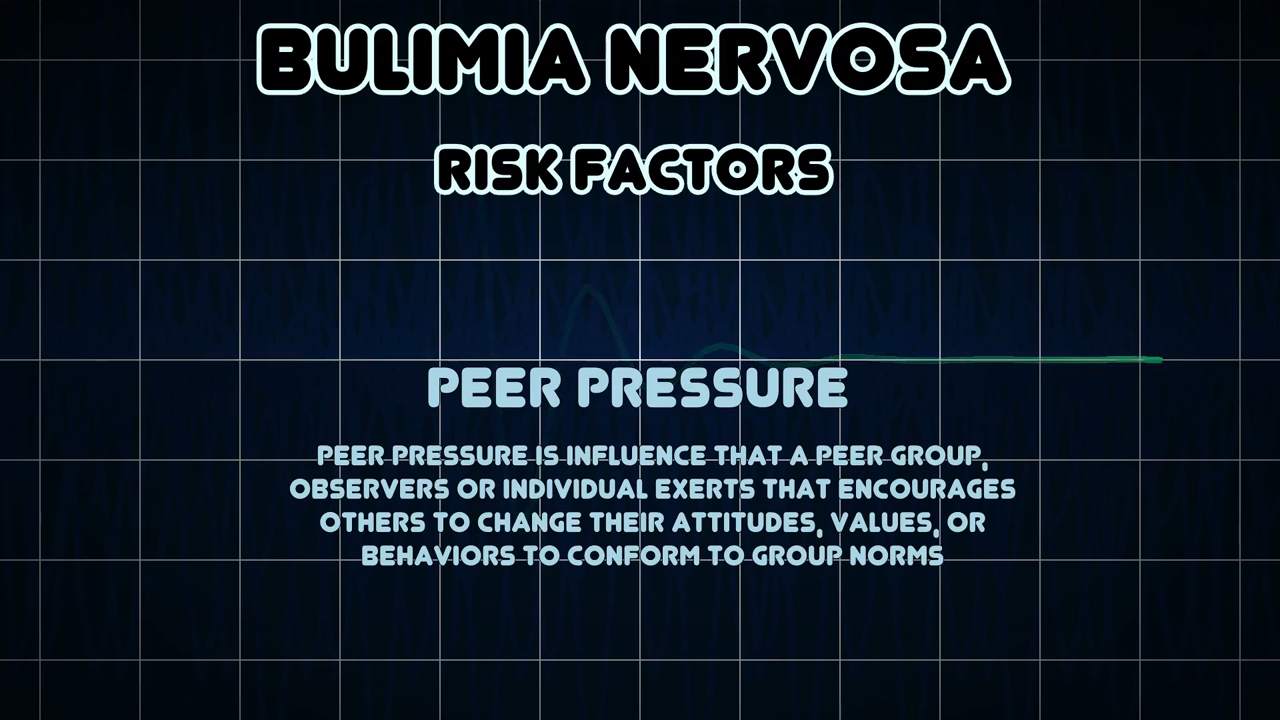 BULIMIA NERVOSA
RISK FACTORS
PEER PRESSURE
PEER PRESSURE IS INFLUENCE THAT A PEER GROUP,
OBSERVERS OR INDIVIDUAL EXERTS THAT ENCOURAGES
OTHERS TO CHANGE THEIR ATTITUDES, VALUES, OR
BEHAVIORS TO CONFORM TO GROUP NORMS